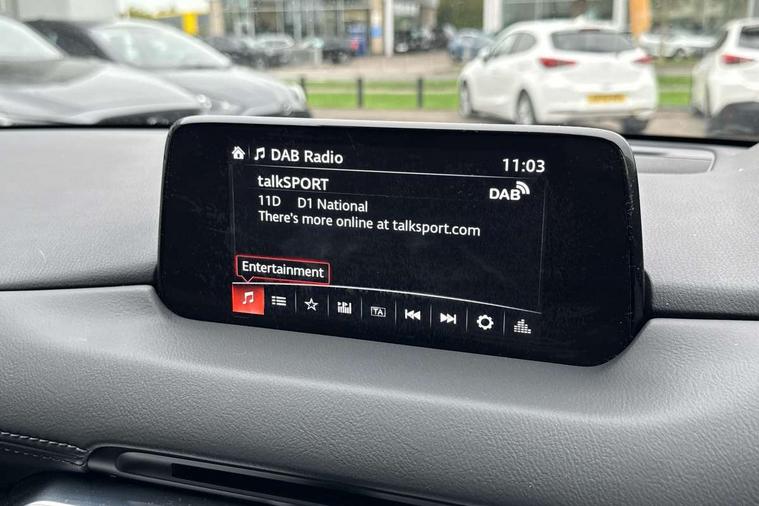 DAB Radio
11:03
talkSPORT
DAB
11D D1 National
There's more online at talksport.com
Entertainment
TA